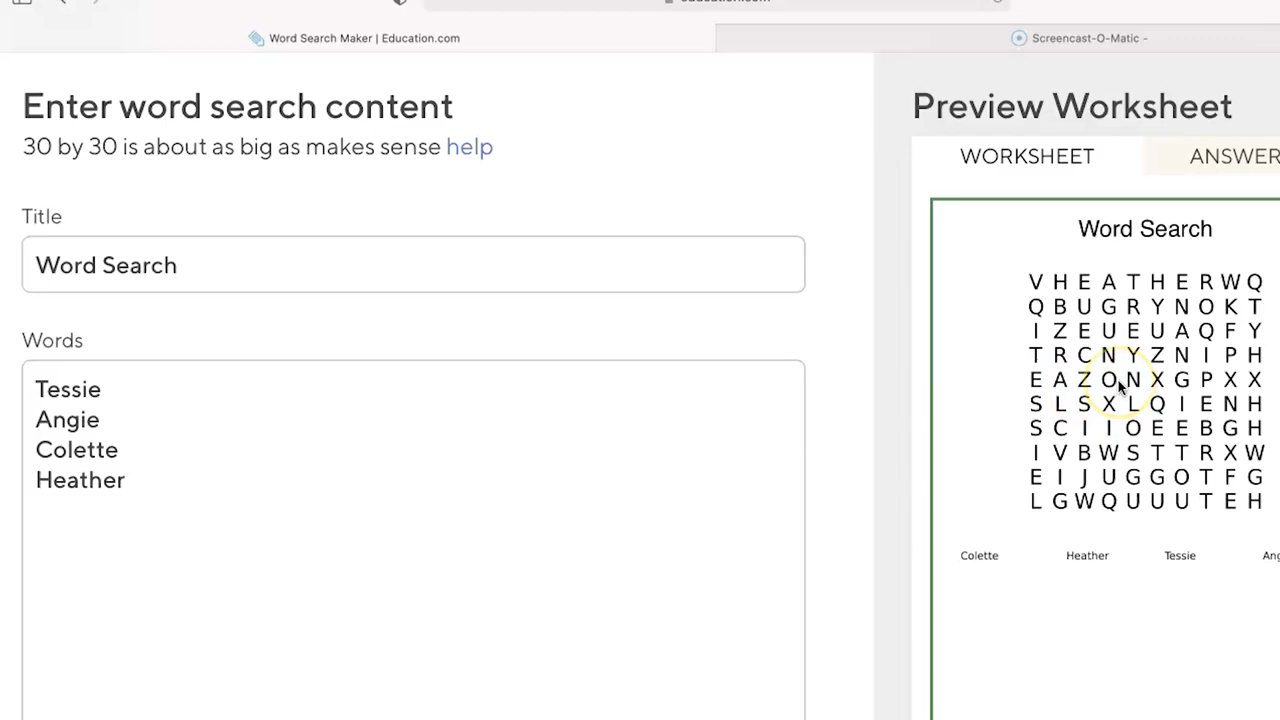 Word Search Maker | Education.com
Screencast-O-Matic -
Enter word search content
30 by 30 is about as big as makes sense help
Title
Word Search
Words
Tessie
Angie
Colette
Heather
Preview Worksheet
WORKSHEET
ANSWER
Word Search
V H E A T H E R W Q
Q B U G R Y N O K T
I Z E U E U A Q F Y
T R C N Y Z N I P H
E A Z O N X G P X X
S L S X L Q I E N H
S C I I O E E B G H
I V B W S T T R X W
E I J U G G O T F G
L G W Q U U U T E H
Colette Heather Tessie Ang